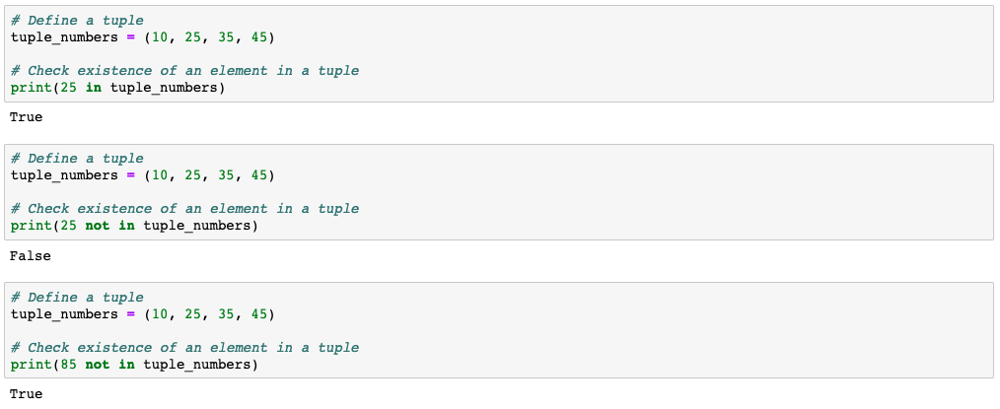 # Define a tuple
tuple_numbers = (10, 25, 35, 45)
# Check existence of an element in a tuple
print(25 in tuple_numbers)
True
# Define a tuple
tuple_numbers = (10, 25, 35, 45)
# Check existence of an element in a tuple
print(25 not in tuple_numbers)
False
# Define a tuple
tuple_numbers = (10, 25, 35, 45)
# Check existence of an element in a tuple
print(85 not in tuple_numbers)
True